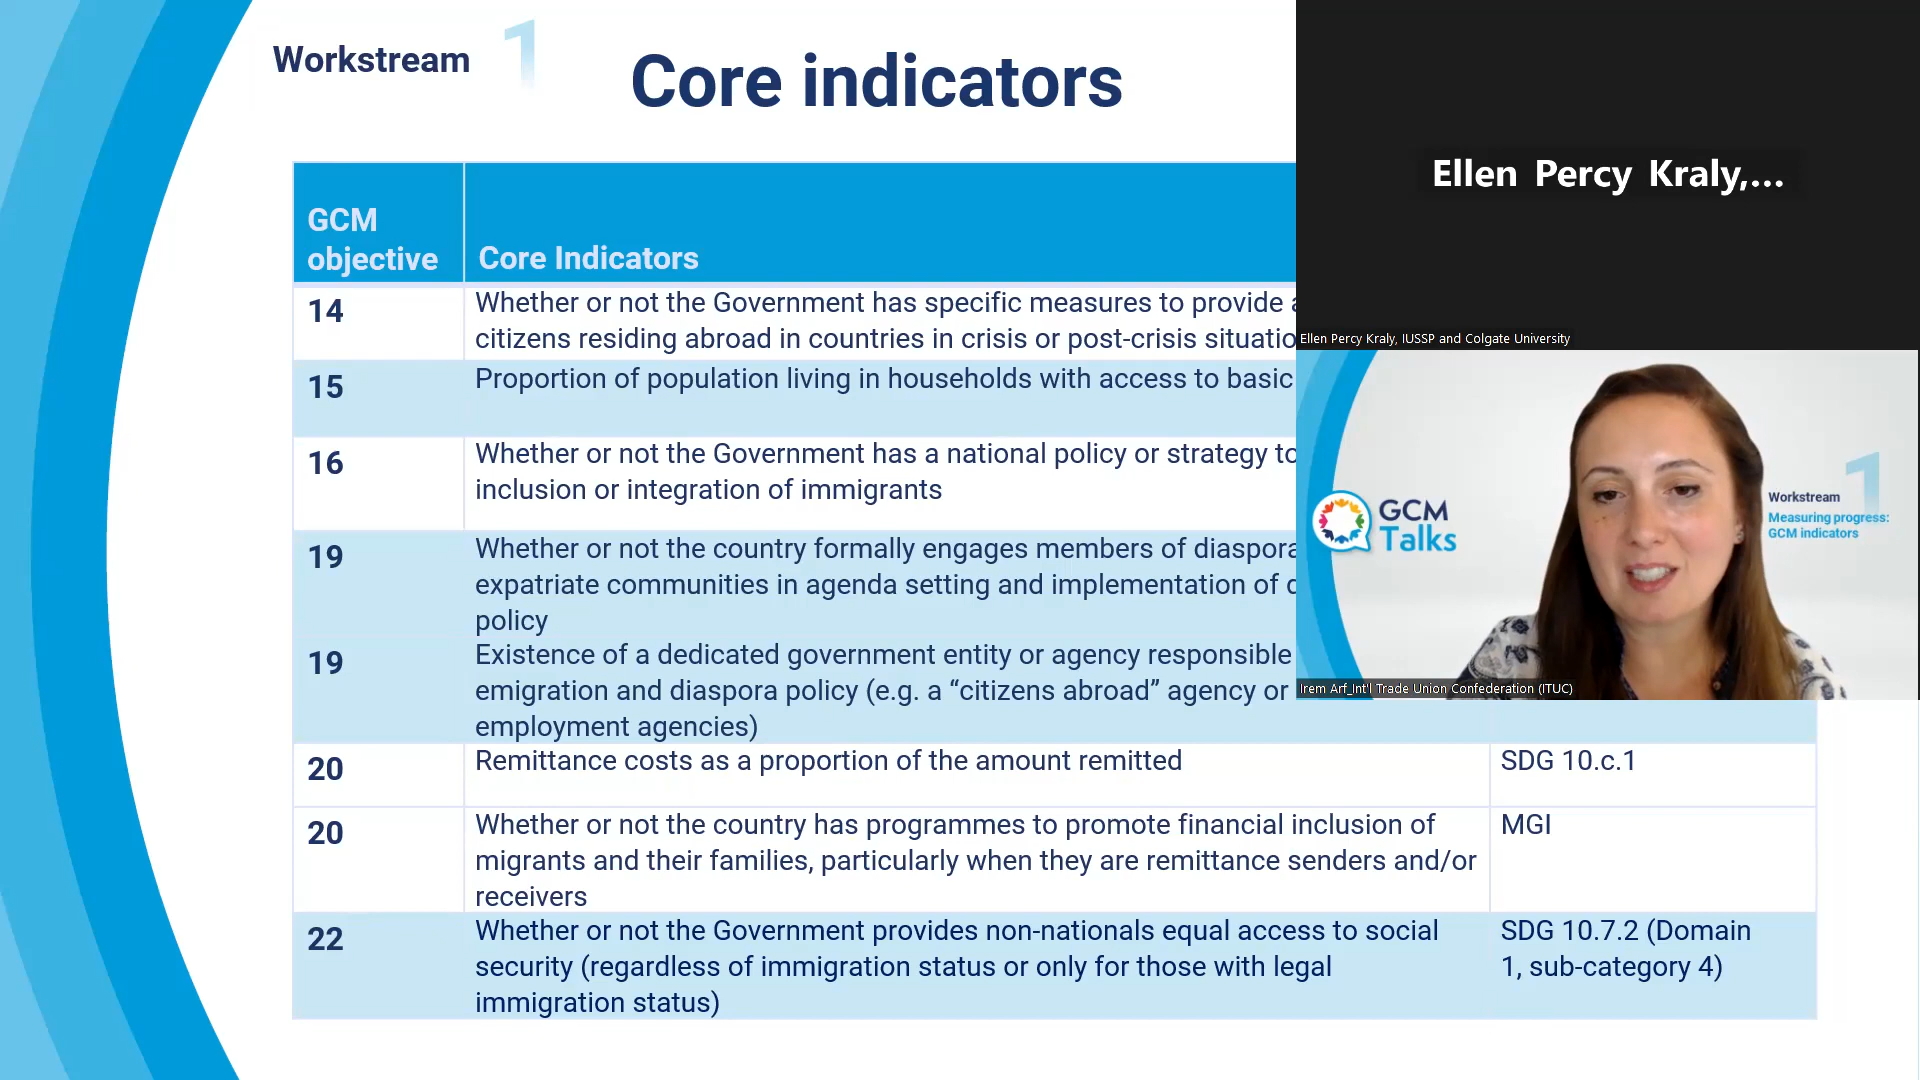 Workstream 1
Core indicators
GCM
objective
Core Indicators
14
Whether or not the Government has specific measures to provide
citizens residing abroad in countries in crisis or post-crisis
15
Proportion of population living in households with access to basic
16
Whether or not the Government has a national policy or strategy to
inclusion or integration of immigrants
19
Whether or not the country formally engages members of
expatriate communities in agenda setting and implementation of
policy
19
Existence of a dedicated government entity or agency responsible
emigration and diaspora policy (e.g. a “citizens abroad” agency or
employment agencies)
20
Remittance costs as a proportion of the amount remitted
SDG 10.c.1
20
Whether or not the country has programmes to promote financial inclusion of
migrants and their families, particularly when they are remittance senders and/or
receivers
MGI
22
Whether or not the Government provides non-nationals equal access to social
security (regardless of immigration status or only for those with legal
immigration status)
SDG 10.7.2 (Domain
1, sub-category 4)
Ellen Percy Kraly,...
Ellen Percy Kraly, IUSSP and Colgate University
GCM
Talks
Workstream 1
Measuring progress:
GCM indicators
Irem Arf_Int'l Trade Union Confederation (ITUC)